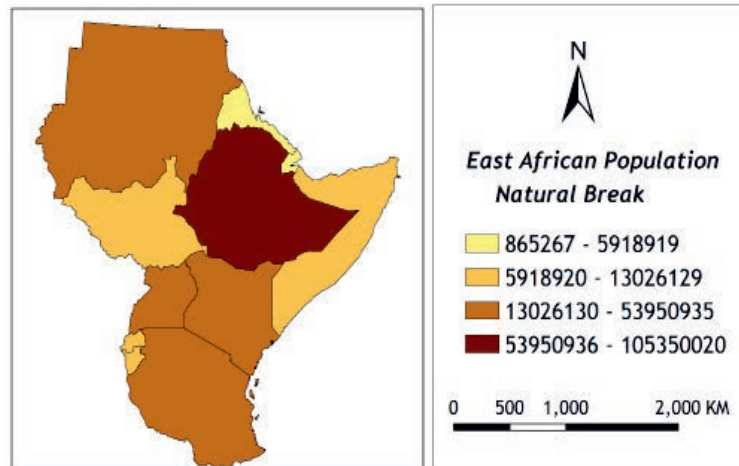 N
East African Population
Natural Break
865267 - 5918919
5918920 - 13026129
13026130 - 53950935
53950936 - 105350020
0 500 1,000 2,000 KM